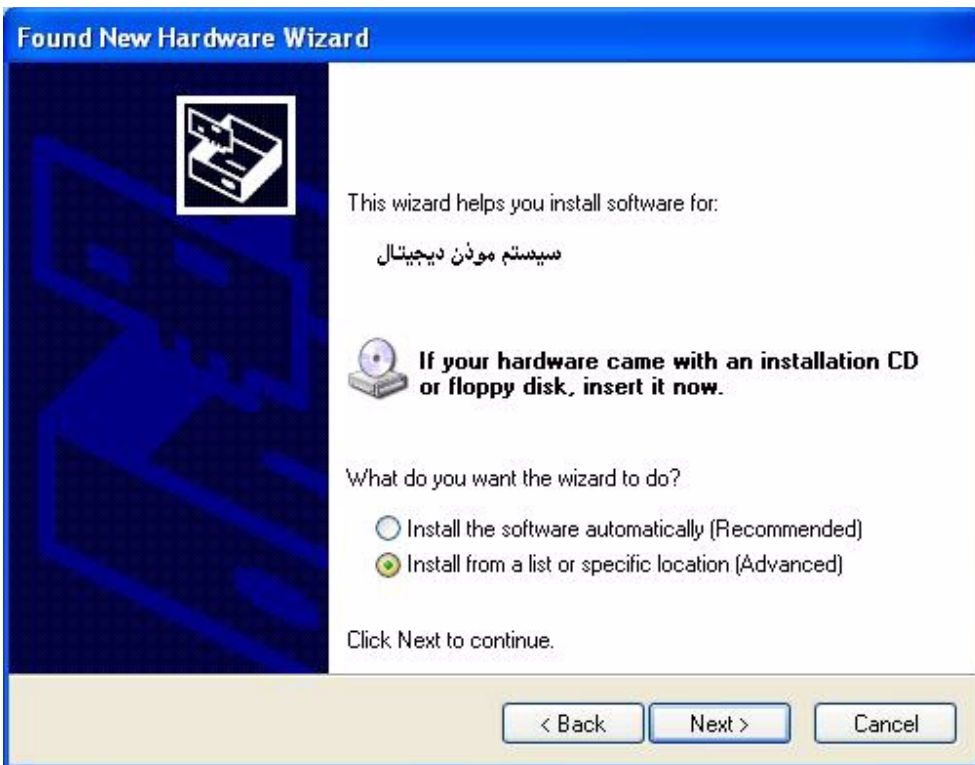 Found New Hardware Wizard
This wizard helps you install software for:
سیستم موذن دیجیتال
If your hardware came with an installation CD
or floppy disk, insert it now.
What do you want the wizard to do?
Install the software automatically (Recommended)
Install from a list or specific location (Advanced)
Click Next to continue.
< Back Next > Cancel